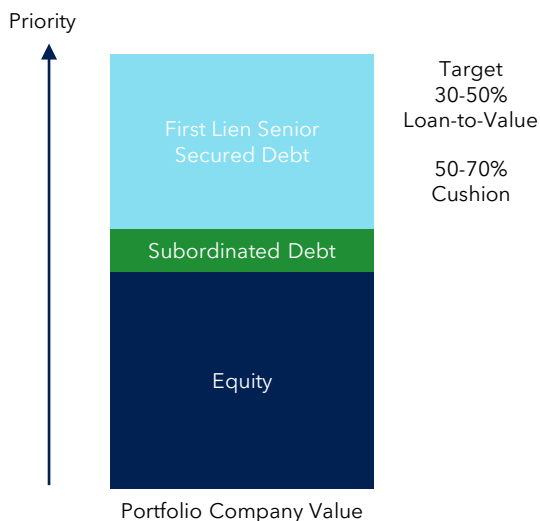 Priority
First Lien Senior
Secured Debt
Target
30-50%
Loan-to-Value
50-70%
Cushion
Subordinated Debt
Equity
Portfolio Company Value